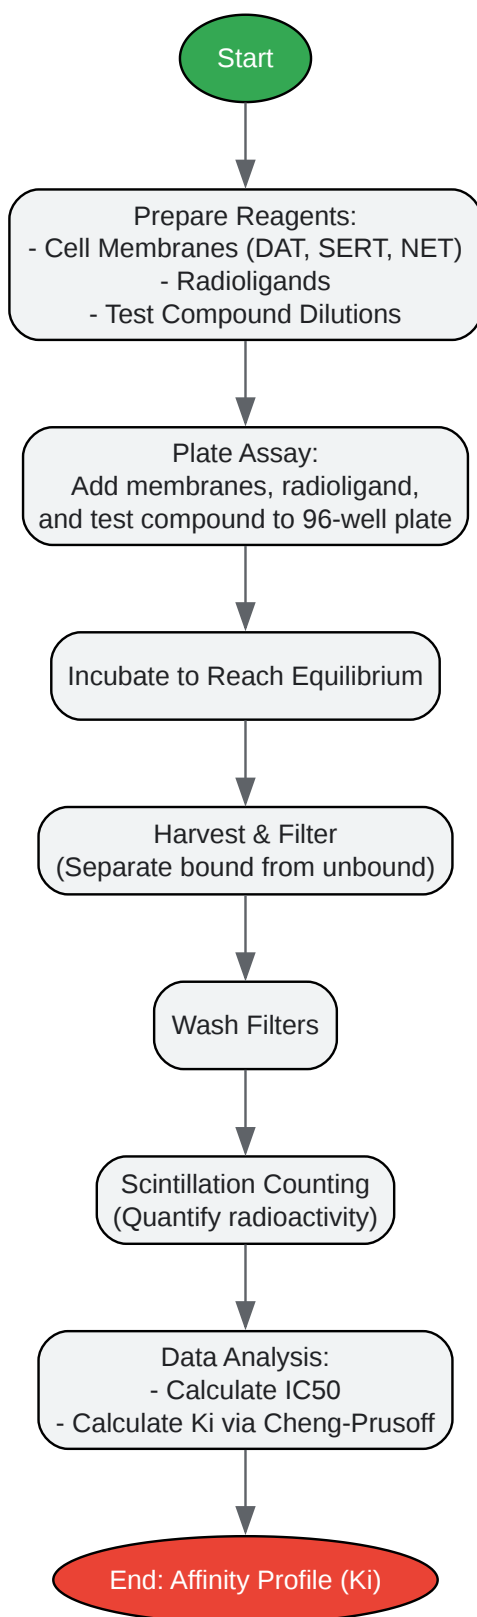 Start
Prepare Reagents:
- Cell Membranes (DAT, SERT, NET)
- Radioligands
- Test Compound Dilutions
Plate Assay:
Add membranes, radioligand,
and test compound to 96-well plate
Incubate to Reach Equilibrium
Harvest & Filter
(Separate bound from unbound)
Wash Filters
Scintillation Counting
(Quantify radioactivity)
Data Analysis:
- Calculate IC50
- Calculate Ki via Cheng-Prusoff
End: Affinity Profile (Ki)